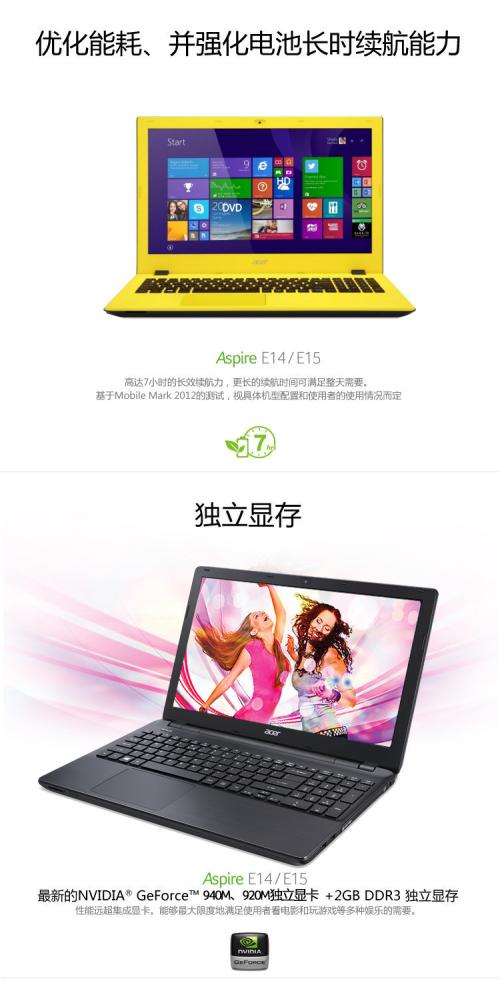 优化能耗、并强化电池长时续航能力
Start
DVD
HD
acer
Aspire E14 / E15
高达7小时的长效续航力，更长的续航时间可满足整天需要。
基于Mobile Mark 2012的测试，视具体机型配置和使用者的使用情况而定
7 hr
独立显存
acer
Aspire E14 / E15
最新的NVIDIA® GeForce™ 940M、920M独立显卡 +2GB DDR3 独立显存
性能远超集成显卡。能够最大限度地满足使用者看电影和玩游戏等多种娱乐的需要。
NVIDIA
GEFORCE